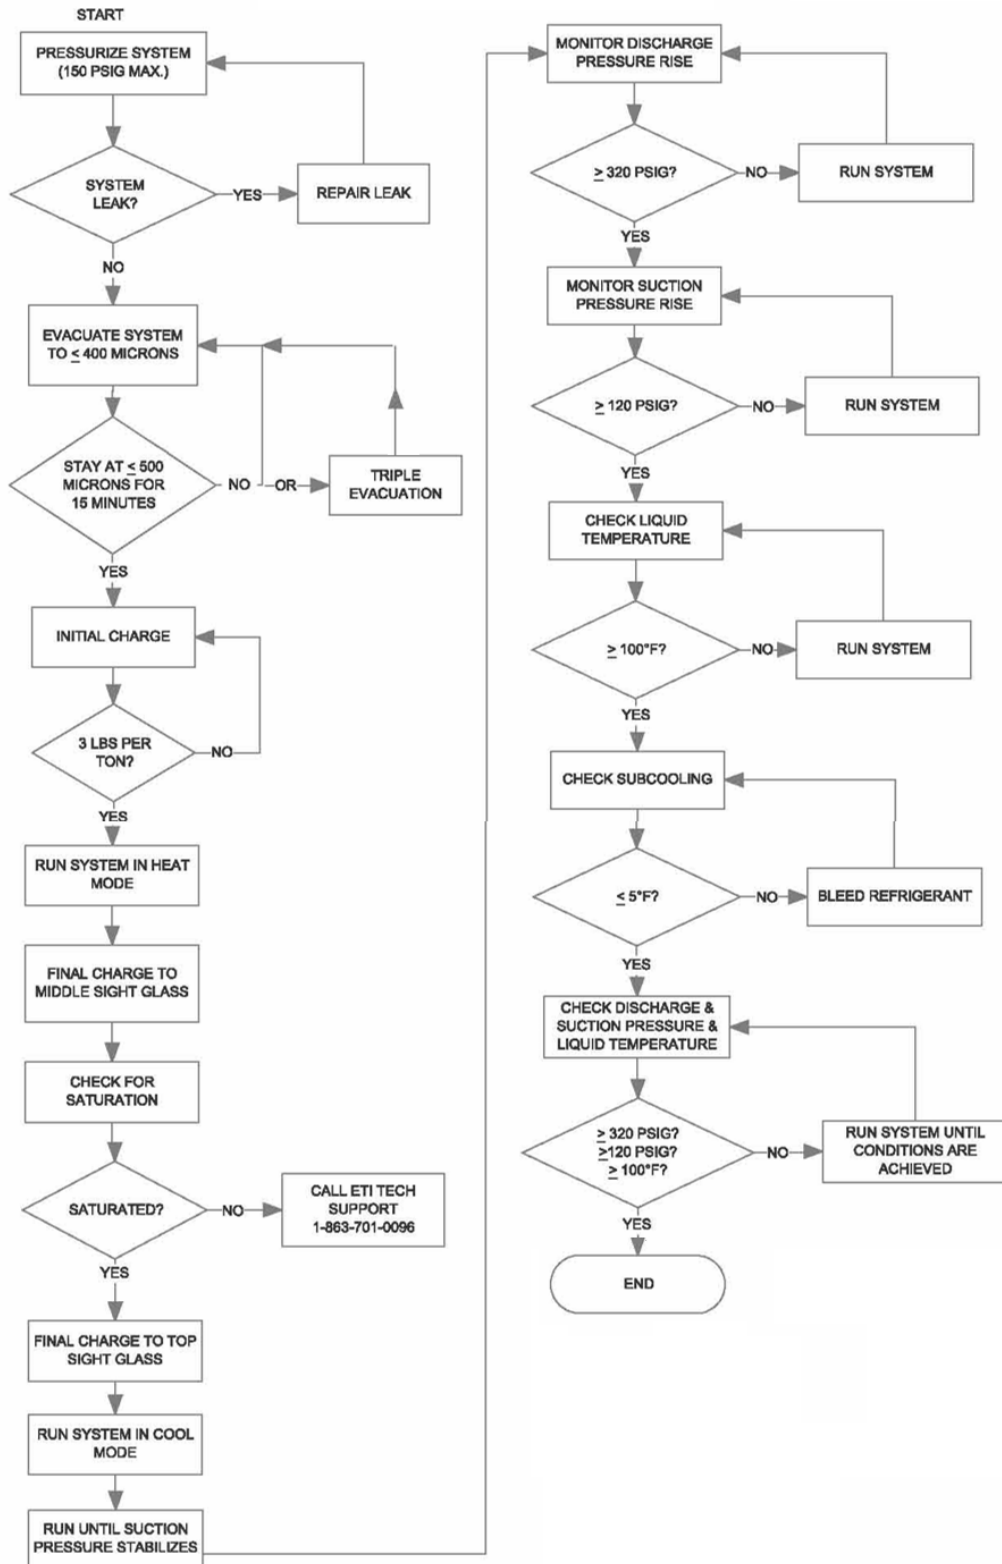 START
PRESSURIZE SYSTEM
(150 PSIG MAX.)
SYSTEM
LEAK?
YES
REPAIR LEAK
NO
EVACUATE SYSTEM
TO ≤ 400 MICRONS
STAY AT ≤ 500
MICRONS FOR
15 MINUTES
NO
OR
TRIPLE
EVACUATION
YES
INITIAL CHARGE
3 LBS PER
TON?
NO
YES
RUN SYSTEM IN HEAT
MODE
FINAL CHARGE TO
MIDDLE SIGHT GLASS
CHECK FOR
SATURATION
SATURATED?
NO
CALL ETI TECH
SUPPORT
1-863-701-0096
YES
FINAL CHARGE TO TOP
SIGHT GLASS
RUN SYSTEM IN COOL
MODE
RUN UNTIL SUCTION
PRESSURE STABILIZES
MONITOR DISCHARGE
PRESSURE RISE
≥ 320 PSIG?
NO
RUN SYSTEM
YES
MONITOR SUCTION
PRESSURE RISE
≥ 120 PSIG?
NO
RUN SYSTEM
YES
CHECK LIQUID
TEMPERATURE
≥ 100°F?
NO
RUN SYSTEM
YES
CHECK SUBCOOLING
≤ 5°F?
NO
BLEED REFRIGERANT
YES
CHECK DISCHARGE &
SUCTION PRESSURE &
LIQUID TEMPERATURE
≥ 320 PSIG?
≥120 PSIG?
≥ 100°F?
NO
RUN SYSTEM UNTIL
CONDITIONS ARE
ACHIEVED
YES
END